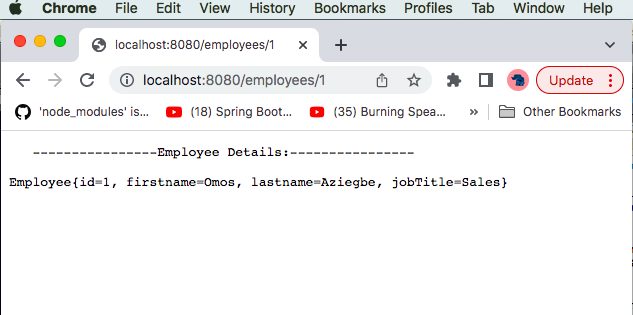 Chrome File Edit View History Bookmarks Profiles Tab Window Help
localhost:8080/employees/1
localhost:8080/employees/1 Update
'node_modules' is... (18) Spring Boot... (35) Burning Spea... » Other Bookmarks
----------------Employee Details:----------------
Employee{id=1, firstname=Omos, lastname=Aziegbe, jobTitle=Sales}